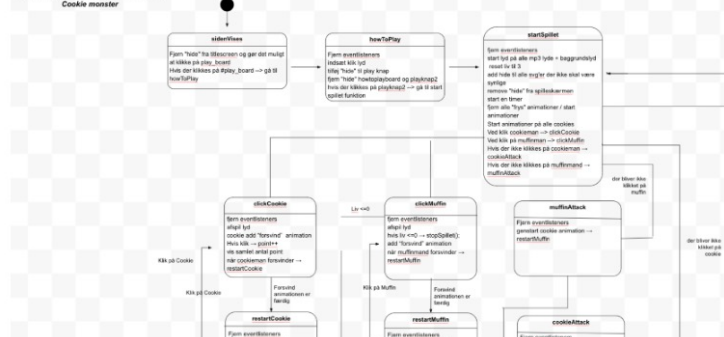 Cookie monster
sidenVises
Fjern "hide" fra titlescreen og gør det muligt
at klikke på play_board
Hvis der klikkes på #play_board --> gå til
howToPlay
howToPlay
Fjern eventlisteners
indsæt klik lyd
tilføj "hide" til play knap
fjern "hide" howtoplayboard og playknap2
hvis der klikkes på playknap2 --> gå til start
spillet funktion
startSpillet
fjern eventlisteners
start lyd på alle mp3 lyde + baggrundslyd
reset liv til 3
add hide til alle svg'er der ikke skal være
synlige
remove "hide" fra spilleskærmen
start en timer
fjern alle "frys" animationer / start
animationer
Start animationer på alle cookies
Ved klik på cookieman --> clickCookie
Ved klik på muffinman --> clickMuffin
Hvis der ikke klikkes på cookieman →
cookieAttack
Hvis der ikke klikkes på muffinmand →
muffinAttack
der bliver ikke
klikket på
muffin
clickCookie
fjern eventlisteners
afspil lyd
cookie add "forsvind" animation
Hvis klik → point++
vis samlet antal point
når cookieman forsvinder →
restartCookie
Liv <=0
clickMuffin
fjern eventlisteners
afspil lyd
hvis liv <=0 → stopSpillet();
add "forsvind" animation
når muffinmand forsvinder →
restartMuffin
muffinAttack
Fjern eventlisteners
genstart cookie animation →
restartMuffin
der bliver ikke
klikket på
cookie
Klik på Cookie
Klik på Cookie
Forsvind
animationen er
færdig
Klik på Muffin
Forsvind
animationen er
færdig
restartCookie
Fjern eventlisteners
restartMuffin
Fjern eventlisteners
cookieAttack
Fjern eventlisteners